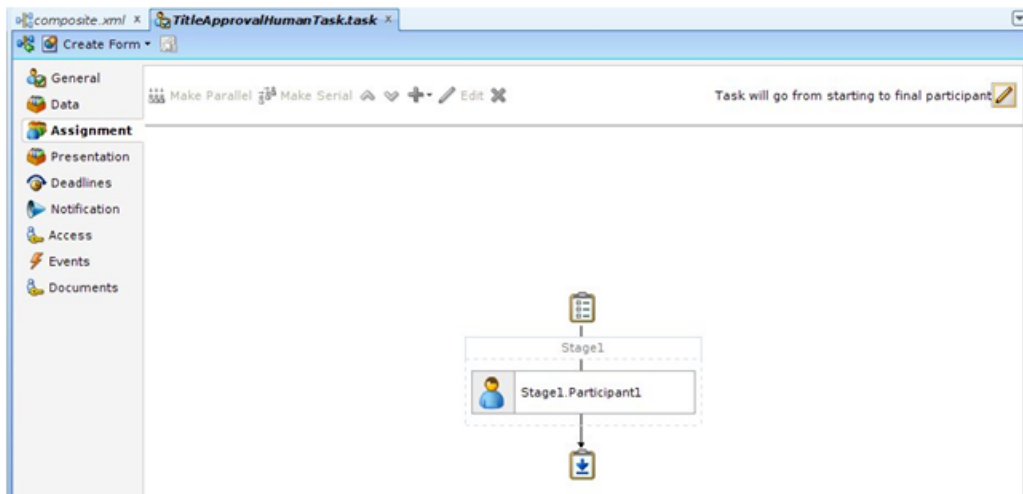 composite.xml x TitleApprovalHumanTask.task x
Create Form
General
Data
Assignment
Presentation
Deadlines
Notification
Access
Events
Documents
Make Parallel Make Serial Edit Task will go from starting to final participant
Stage1
Stage1.Participant1